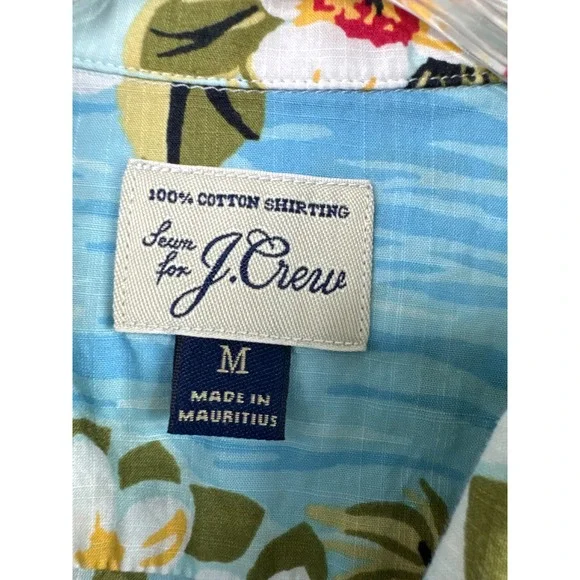 100% COTTON SHIRTING
Sewn for J.Crew
M
MADE IN
MAURITIUS